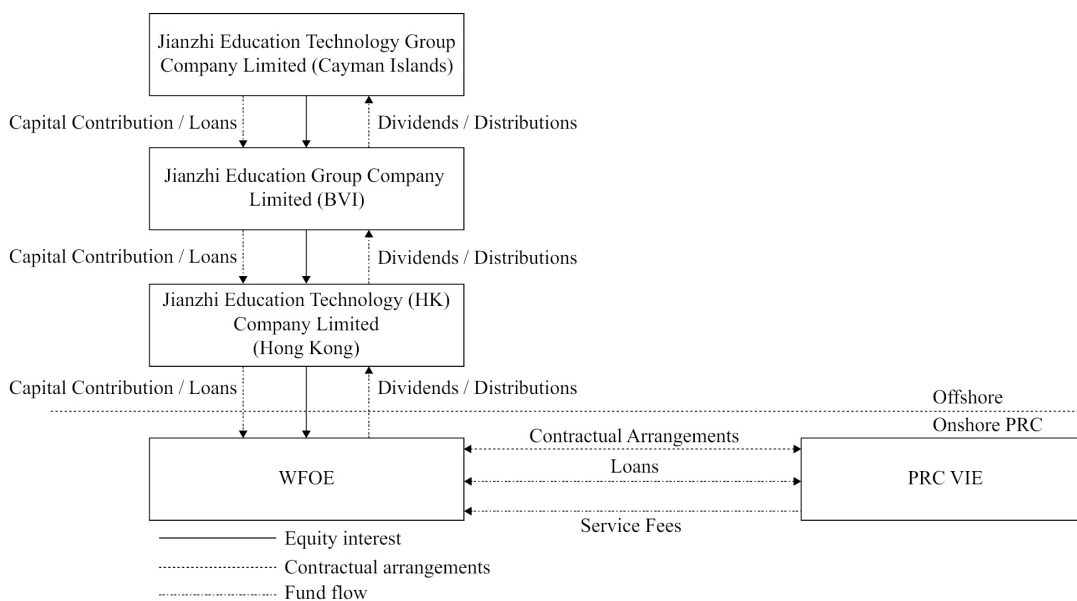 Jianzhi Education Technology Group
Company Limited (Cayman Islands)
Capital Contribution / Loans
Dividends / Distributions
Jianzhi Education Group Company
Limited (BVI)
Capital Contribution / Loans
Dividends / Distributions
Jianzhi Education Technology (HK)
Company Limited
(Hong Kong)
Capital Contribution / Loans
Dividends / Distributions
Offshore
Onshore PRC
Contractual Arrangements
Loans
WFOE
PRC VIE
Service Fees
Equity interest
Contractual arrangements
Fund flow